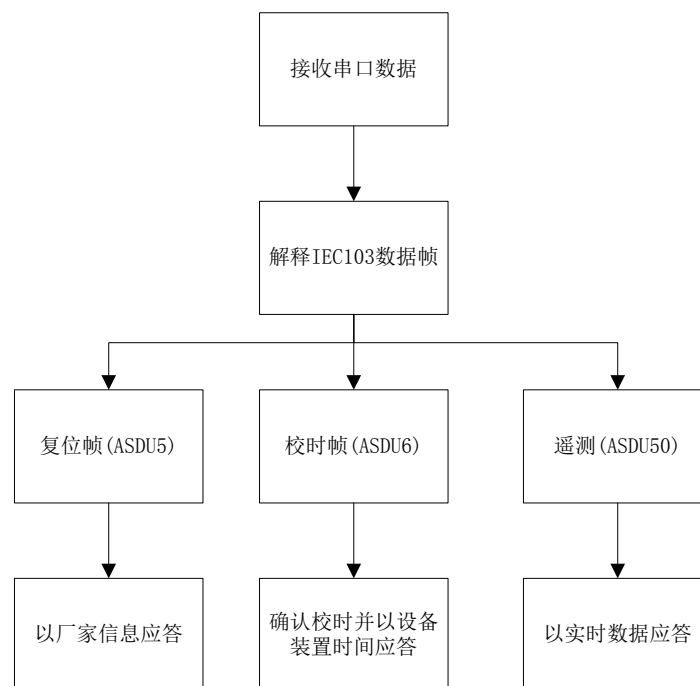 接收串口数据
解释IEC103数据帧
复位帧(ASDU5)
校时帧(ASDU6)
遥测(ASDU50)
以厂家信息应答
确认校时并以设备
装置时间应答
以实时数据应答